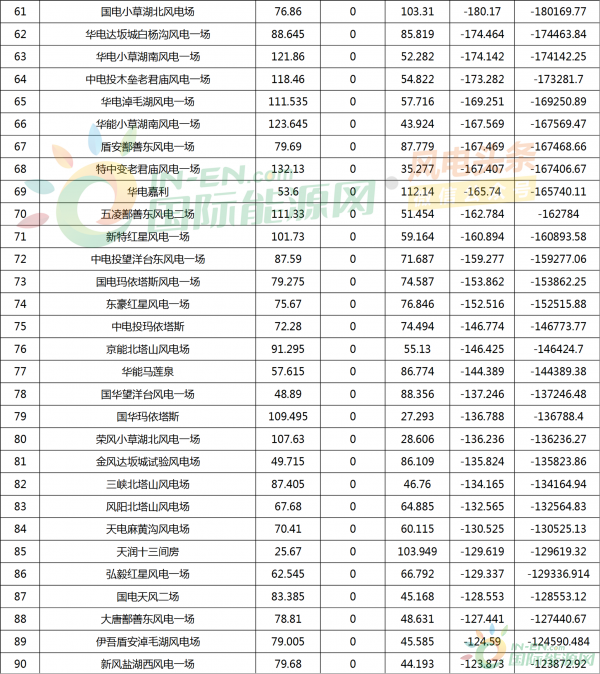 61 国电小草湖北风电场 76.86 0 103.31 -180.17 -180169.77
62 华电达坂城白杨沟风电一场 88.645 0 85.819 -174.464 -174463.84
63 华电小草湖南风电一场 121.86 0 52.282 -174.142 -174142.25
64 中电投木垒老君庙风电一场 118.46 0 54.822 -173.282 -173281.7
65 华电淖毛湖风电一场 111.535 0 57.716 -169.251 -169250.89
66 华能小草湖南风电一场 123.645 0 43.924 -167.569 -167569.47
67 盾安鄯善东风电一场 79.69 0 87.779 -167.469 -167468.66
68 特中变老君庙风电一场 132.13 0 35.277 -167.407 -167406.67
69 华电嘉利 53.6 0 112.14 -165.74 -165740.11
70 五凌鄯善东风电二场 111.33 0 51.454 -162.784 -162784
71 新特红星风电一场 101.73 0 59.164 -160.894 -160893.58
72 中电投望洋台东风电一场 87.59 0 71.687 -159.277 -159277.06
73 国电玛依塔斯风电一场 79.275 0 74.587 -153.862 -153862.25
74 东豪红星风电一场 75.67 0 76.846 -152.516 -152515.88
75 中电投玛依塔斯 72.28 0 74.494 -146.774 -146773.77
76 京能北塔山风电场 91.295 0 55.13 -146.425 -146424.7
77 华能马莲泉 57.615 0 86.774 -144.389 -144389.38
78 国华望洋台风电一场 48.89 0 88.356 -137.246 -137246.48
79 国华玛依塔斯 109.495 0 27.293 -136.788 -136788.4
80 荣风小草湖北风电一场 107.63 0 28.606 -136.236 -136236.27
81 金风达坂城试验风电场 49.715 0 86.109 -135.824 -135823.86
82 三峡北塔山风电场 87.405 0 46.76 -134.165 -134164.94
83 风阳北塔山风电场 67.68 0 64.885 -132.565 -132564.83
84 天电麻黄沟风电场 70.41 0 60.115 -130.525 -130525.13
85 天润十三间房 25.67 0 103.949 -129.619 -129619.32
86 弘毅红星风电一场 62.545 0 66.792 -129.337 -129336.914
87 国电天风二场 83.385 0 45.168 -128.553 -128553.12
88 大唐鄯善东风电一场 78.81 0 48.631 -127.441 -127440.67
89 伊吾盾安淖毛湖风电场 79.005 0 45.585 -124.59 -124590.484
90 新风盐湖西风电一场 79.68 0 44.193 -123.873 -123872.92
IN-EN.com
国际能源网
风电头条
IN-EN.com
国际能源网